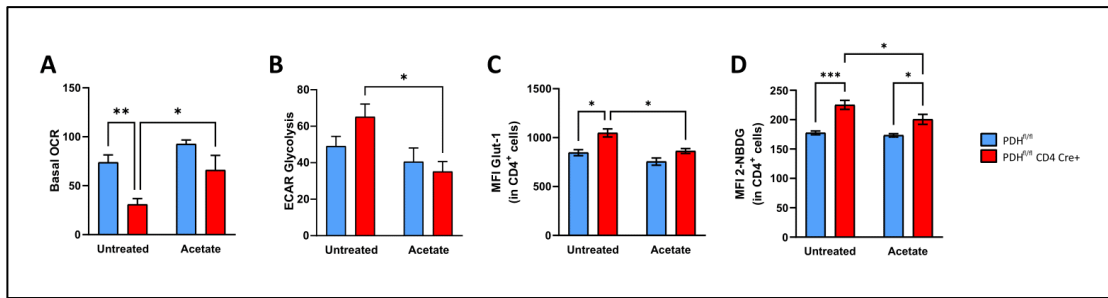 A
Basal OCR
150
100
50
0
**
*
Untreated
Acetate
B
ECAR Glycolysis
80
60
40
20
0
*
Untreated
Acetate
C
MFI Glut-1
(in CD4⁺ cells)
1500
1000
500
0
*
*
Untreated
Acetate
D
MFI 2-NBDG
(in CD4⁺ cells)
250
200
150
100
50
0
*
***
*
Untreated
Acetate
PDHᶠˡ/ᶠˡ
PDHᶠˡ/ᶠˡ CD4 Cre+